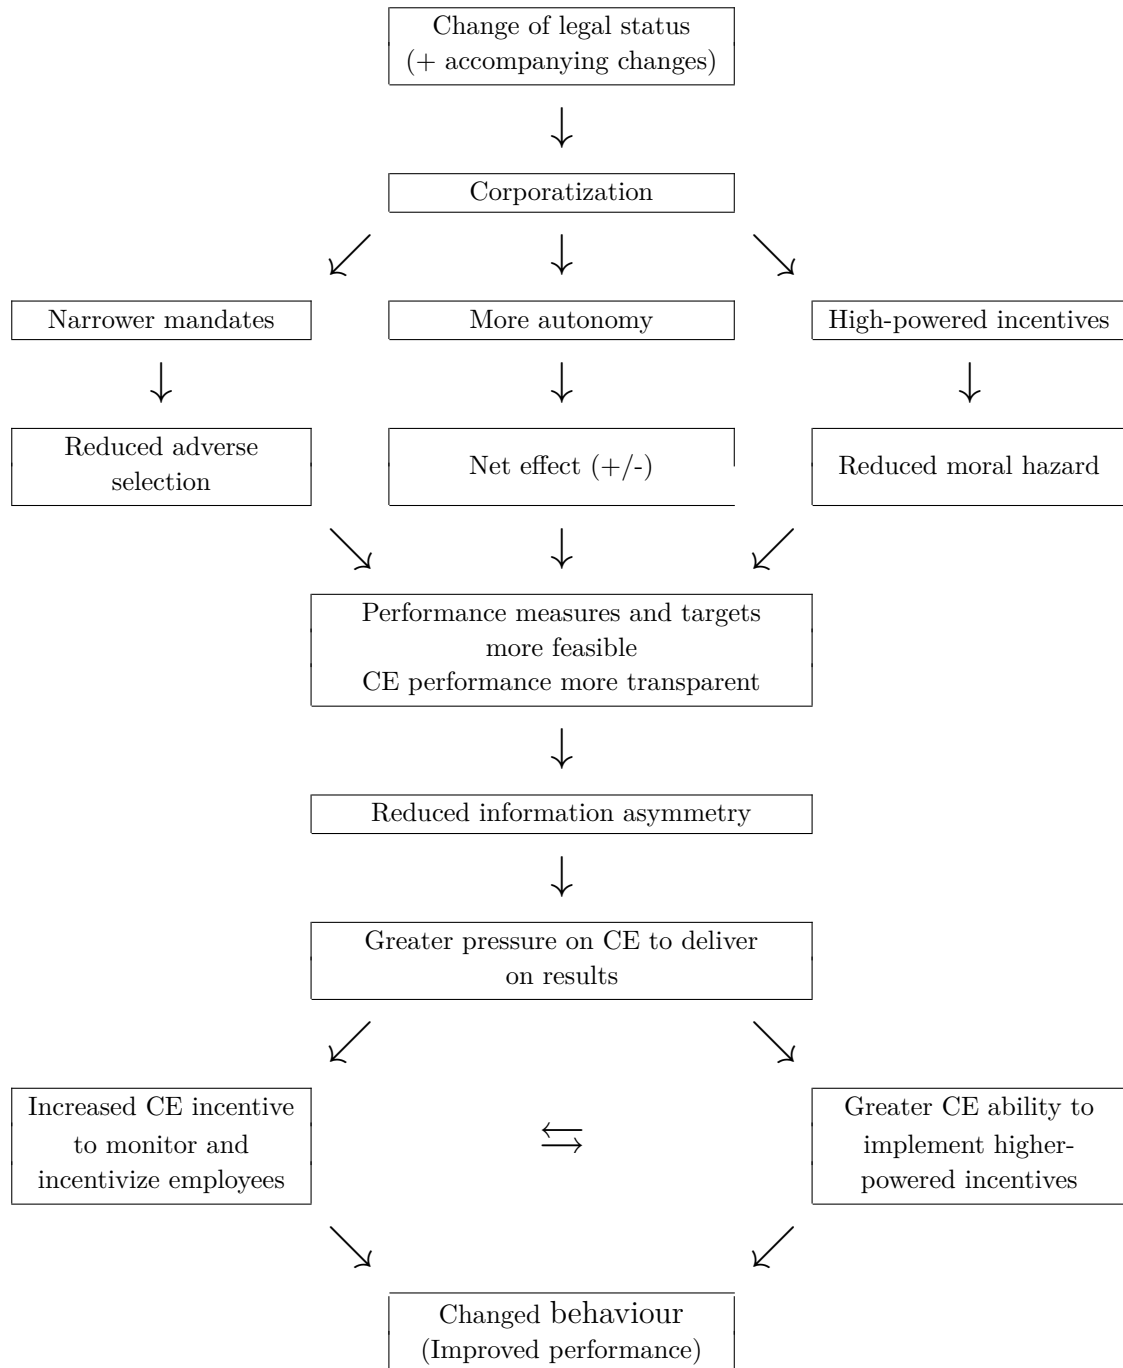 Change of legal status
(+ accompanying changes)
Corporatization
Narrower mandates
More autonomy
High-powered incentives
Reduced adverse
selection
Net effect (+/-)
Reduced moral hazard
Performance measures and targets
more feasible
CE performance more transparent
Reduced information asymmetry
Greater pressure on CE to deliver
on results
Increased CE incentive
to monitor and
incentivize employees
Greater CE ability to
implement higher-
powered incentives
Changed behaviour
(Improved performance)